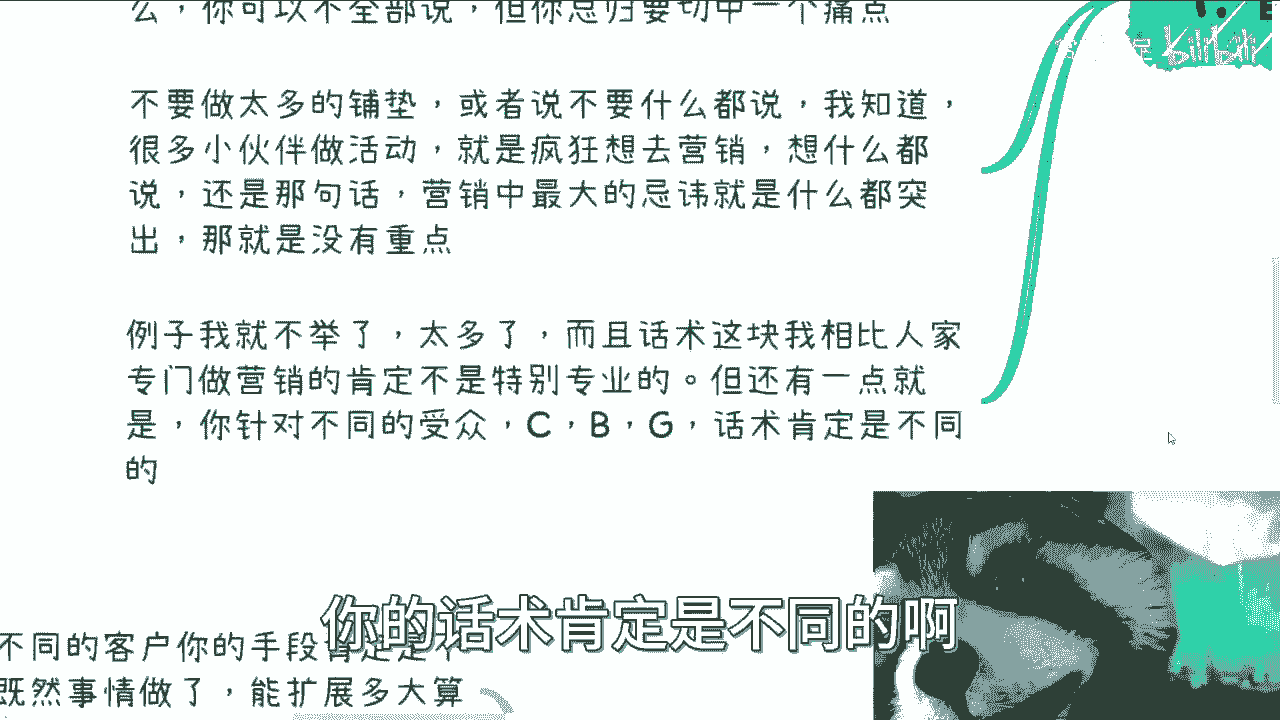 么，你可以不全部说，但你总归要切中一个痛点
不要做太多的铺垫，或者说不要什么都说，我知道，
很多小伙伴做活动，就是疯狂想去营销，想什么都
说，还是那句话，营销中最大的忌讳就是什么都突
出，那就是没有重点
例子我就不举了，太多了，而且话术这块我相比人家
专门做营销的肯定不是特别专业的。但还有一点就
是，你针对不同的受众，C，B，G，话术肯定是不同
的
bilibili
你的话术肯定是不同的啊
不同的客户你的手段肯定是不
既然事情做了，能扩展多大算